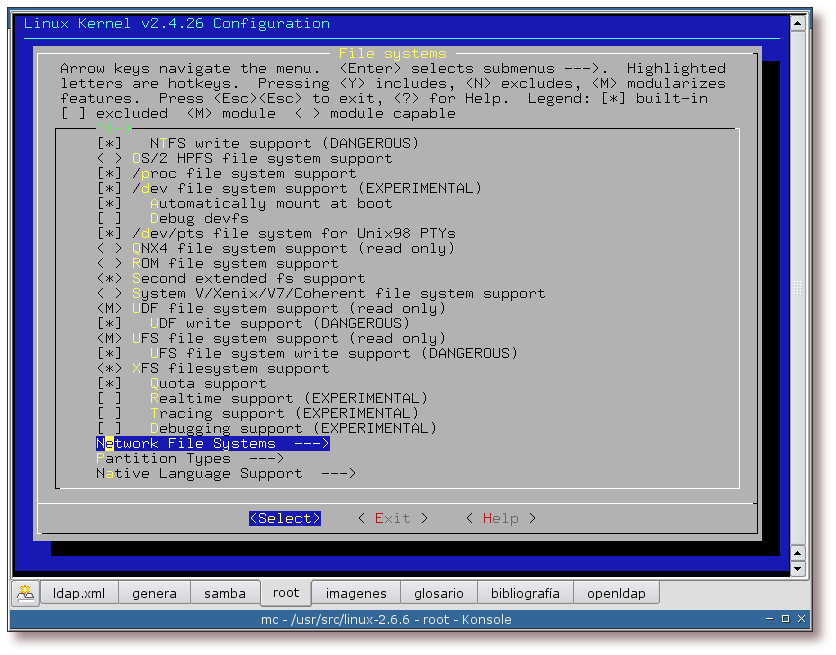 Linux Kernel v2.4.26 Configuration
File systems
Arrow keys navigate the menu.  <Enter> selects submenus --->.  Highlighted
letters are hotkeys.  Pressing <Y> includes, <N> excludes, <M> modularizes
features.  Press <Esc><Esc> to exit, <?> for Help.  Legend: [*] built-in
[ ] excluded  <M> module  < > module capable
(-)
[*]   NTFS write support (DANGEROUS)
< > OS/2 HPFS file system support
[*] /proc file system support
[*] /dev file system support (EXPERIMENTAL)
[*]   Automatically mount at boot
[ ]   Debug devfs
[*] /dev/pts file system for Unix98 PTYs
< > QNX4 file system support (read only)
< > ROM file system support
<*> Second extended fs support
< > System V/Xenix/V7/Coherent file system support
<M> UDF file system support (read only)
[*]   UDF write support (DANGEROUS)
<M> UFS file system support (read only)
[*]   UFS file system write support (DANGEROUS)
<*> XFS filesystem support
[*]   Quota support
[ ]   Realtime support (EXPERIMENTAL)
[ ]   Tracing support (EXPERIMENTAL)
[ ]   Debugging support (EXPERIMENTAL)
Network File Systems  --->
Partition Types  --->
Native Language Support  --->
<Select>    < Exit >    < Help >
ldap.xml genera samba root imagenes glosario bibliografía openldap
mc - /usr/src/linux-2.6.6 - root - Konsole